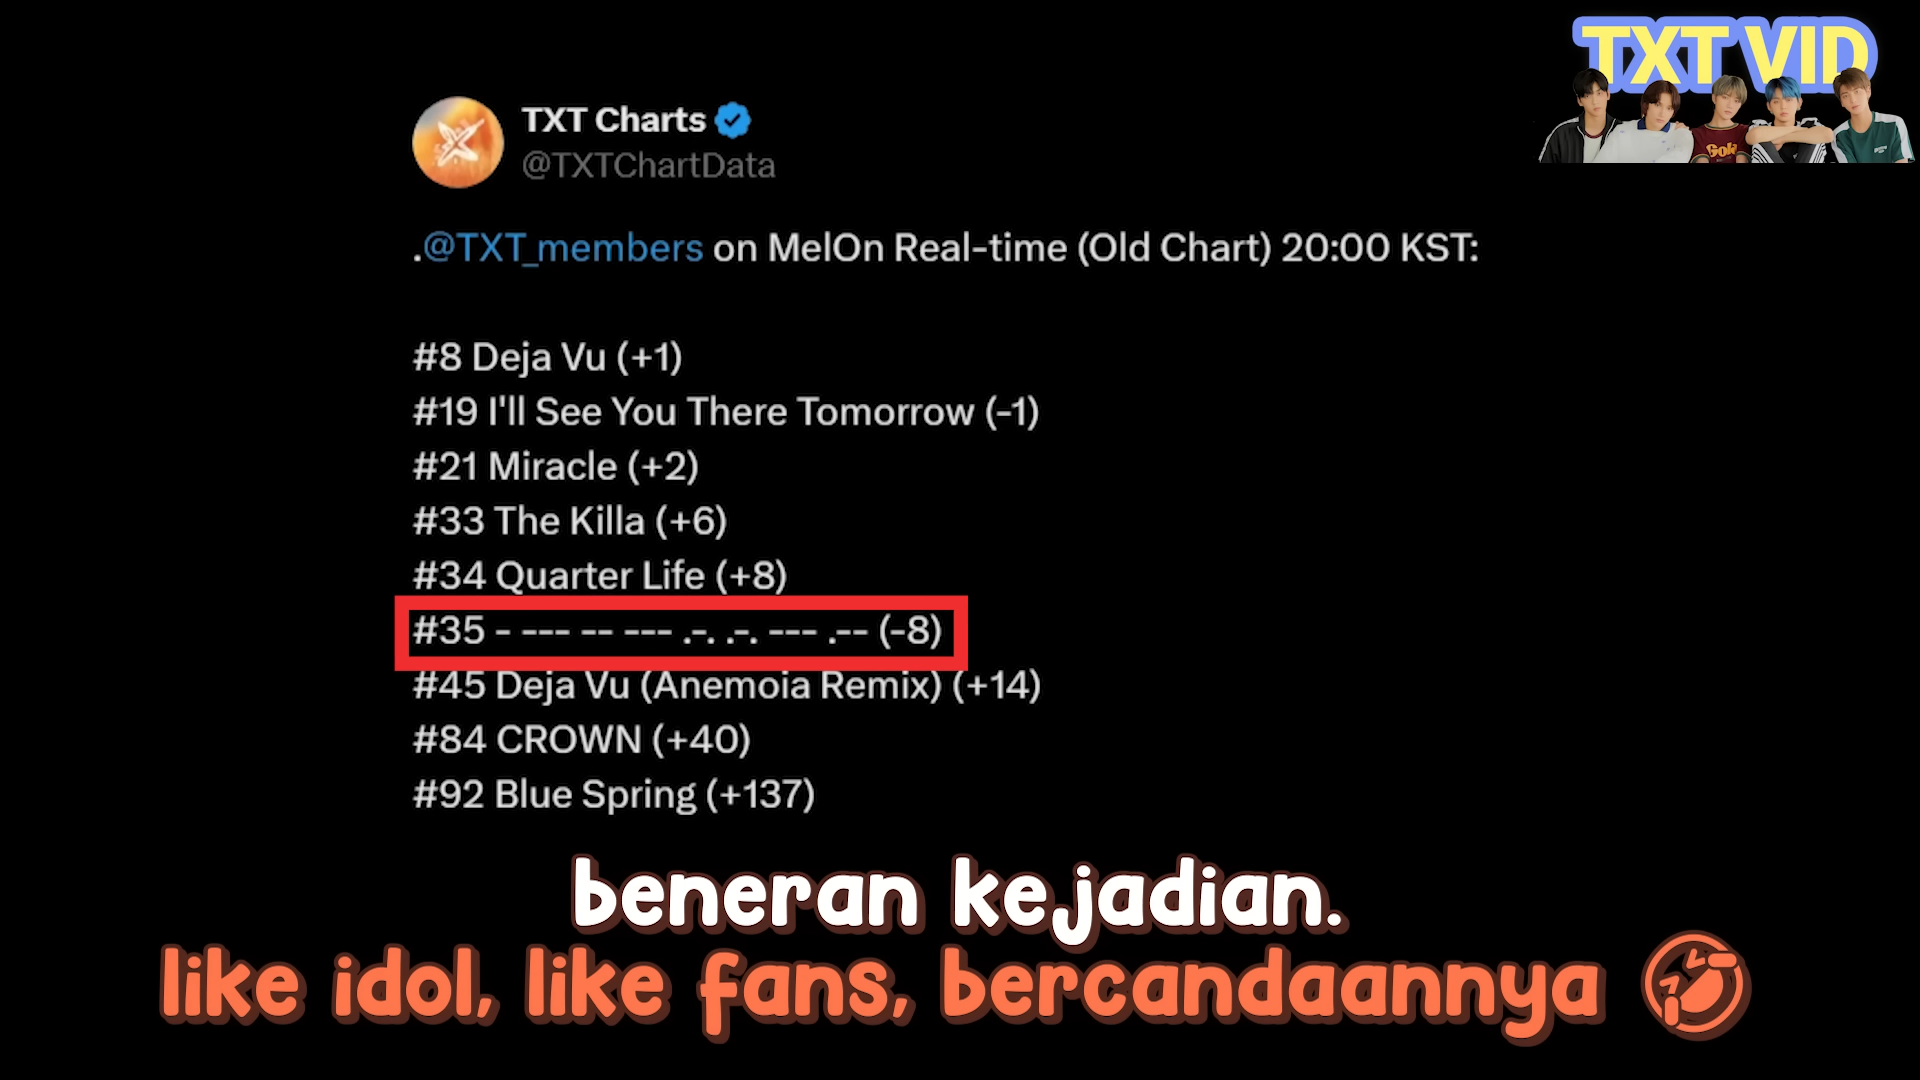 TXT VID
Gola
TXT Charts
@TXTChartData
.@TXT_members on MelOn Real-time (Old Chart) 20:00 KST:
#8 Deja Vu (+1)
#19 I'll See You There Tomorrow (-1)
#21 Miracle (+2)
#33 The Killa (+6)
#34 Quarter Life (+8)
#35 - --- -- --- .-. .-. --- .-- (-8)
#45 Deja Vu (Anemoia Remix) (+14)
#84 CROWN (+40)
#92 Blue Spring (+137)
beneran kejadian.
like idol, like fans, bercandaannya